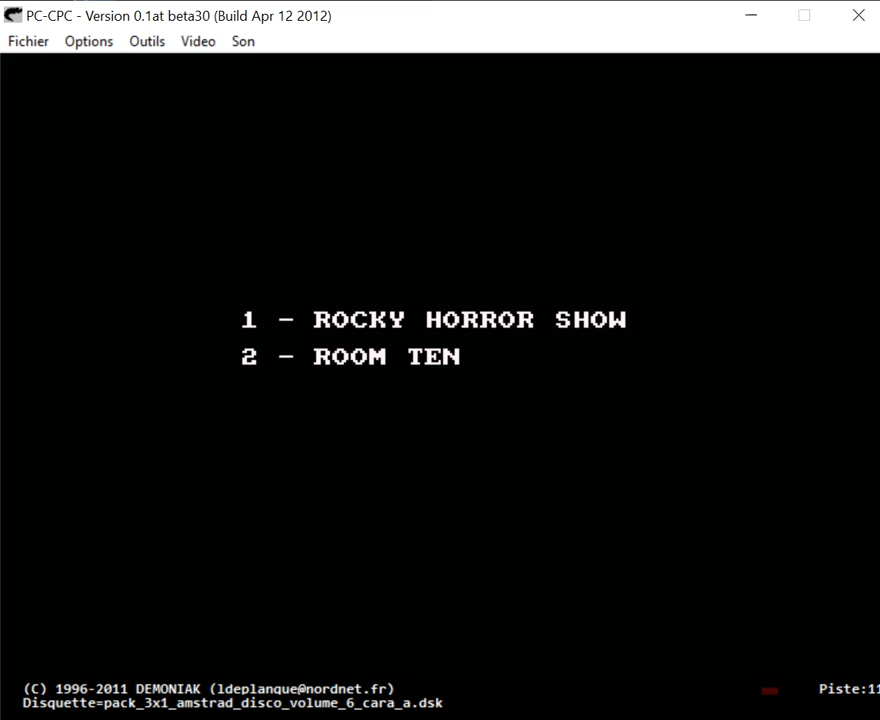 PC-CPC - Version 0.1at beta30 (Build Apr 12 2012)
Fichier Options Outils Video Son
1 - ROCKY HORROR SHOW
2 - ROOM TEN
(C) 1996-2011 DEMONIAK (ldeplanque@nordnet.fr) Piste:11
Disquette=pack_3x1_amstrad_disco_volume_6_cara_a.dsk